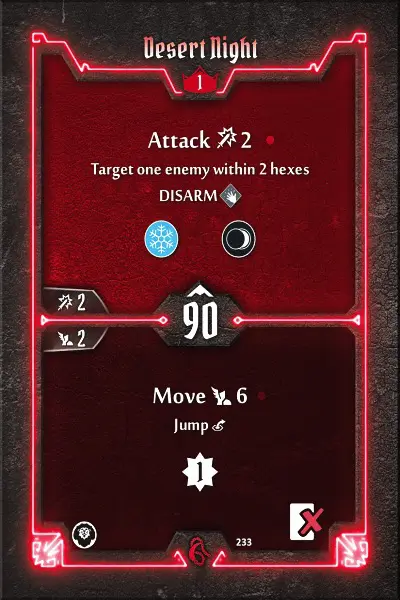 Desert Night
1
Attack 2
Target one enemy within 2 hexes
DISARM
2
90
2
Move 6
Jump
1
233